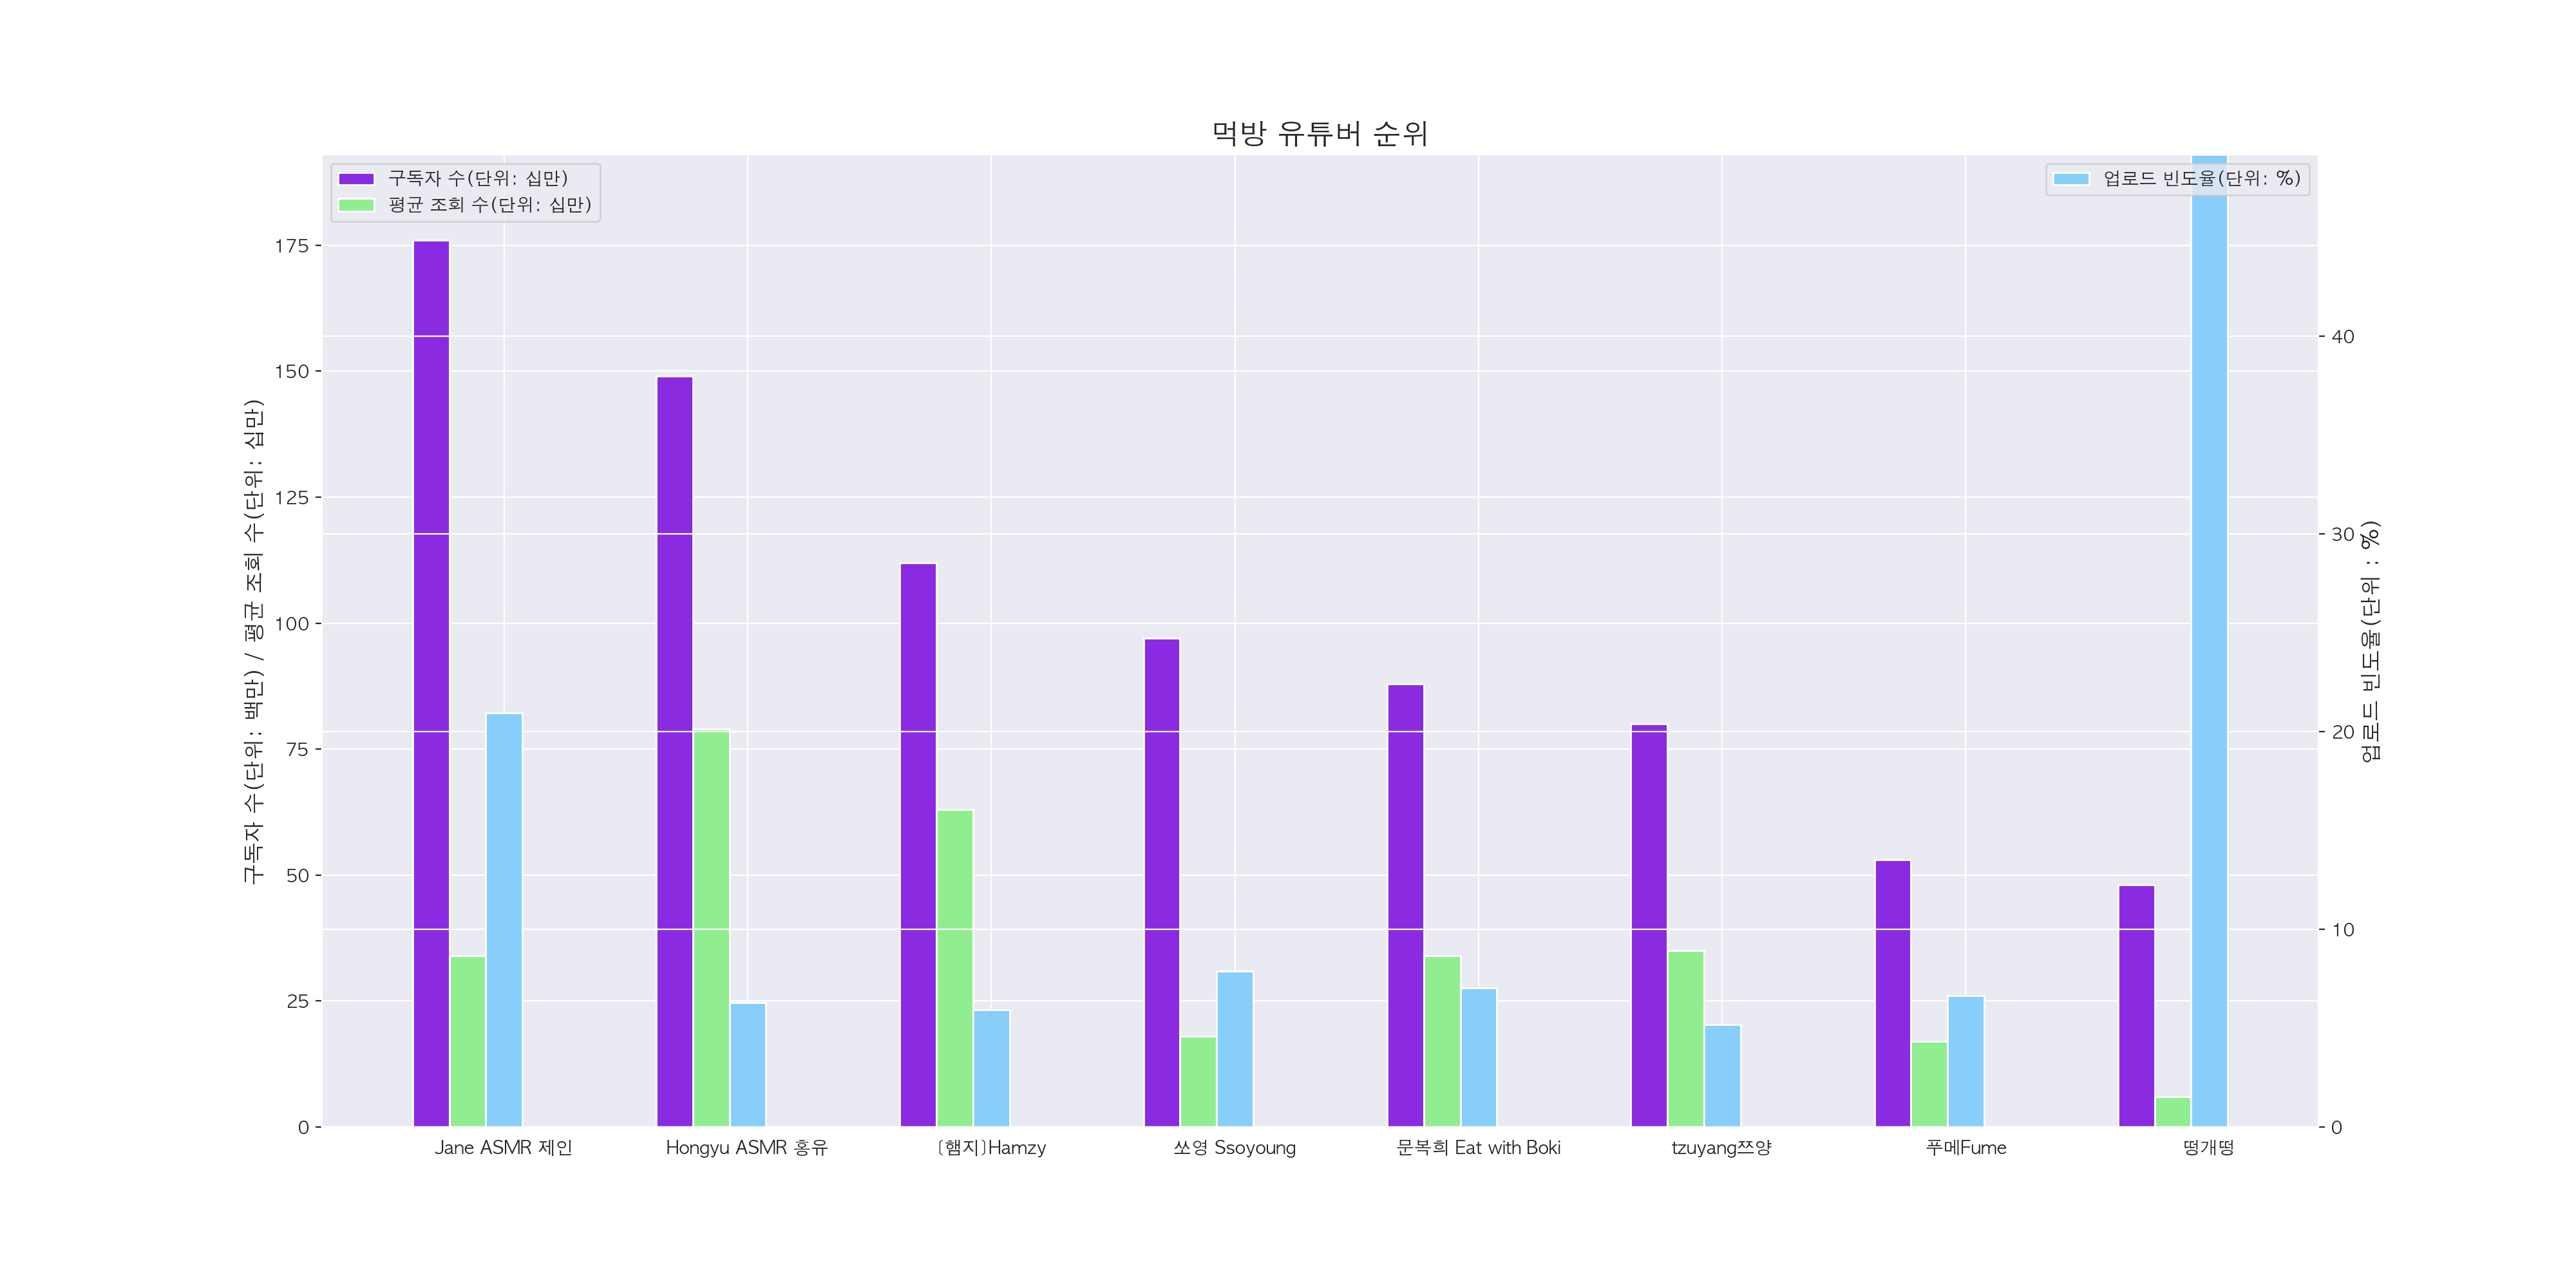 먹방 유튜버 순위
구독자 수(단위: 십만)
평균 조회 수(단위: 십만)
업로드 빈도율(단위: %)
구독자 수(단위: 백만) / 평균 조회 수(단위: 십만)
175
150
125
100
75
50
25
0
40
30
20
10
0
업로드 빈도율(단위 : %)
Jane ASMR 제인
Hongyu ASMR 홍유
[햄지]Hamzy
쏘영 Ssoyoung
문복희 Eat with Boki
tzuyang쯔양
푸메Fume
떵개떵